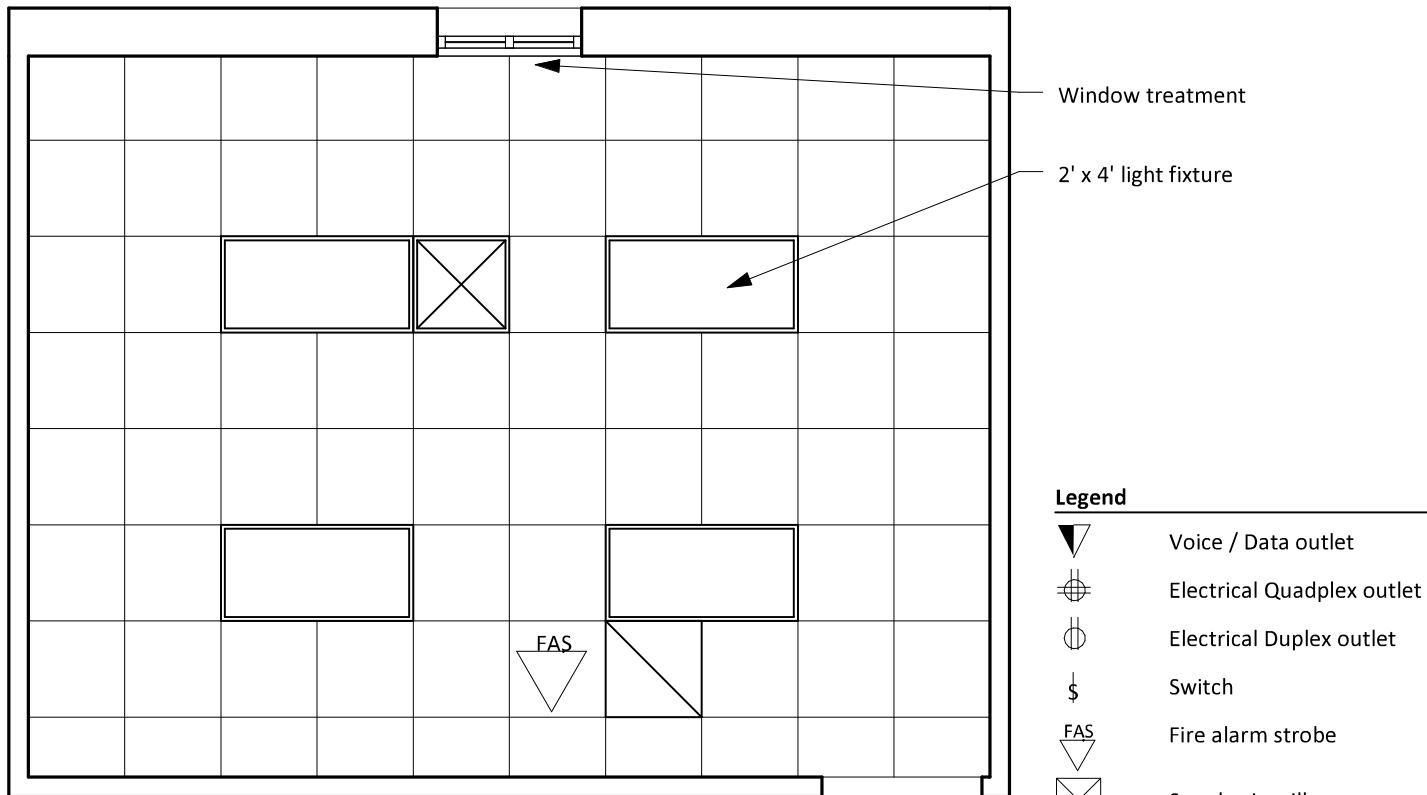 Window treatment
2' x 4' light fixture
FAS
Legend
Voice / Data outlet
Electrical Quadplex outlet
Electrical Duplex outlet
$ Switch
FAS Fire alarm strobe